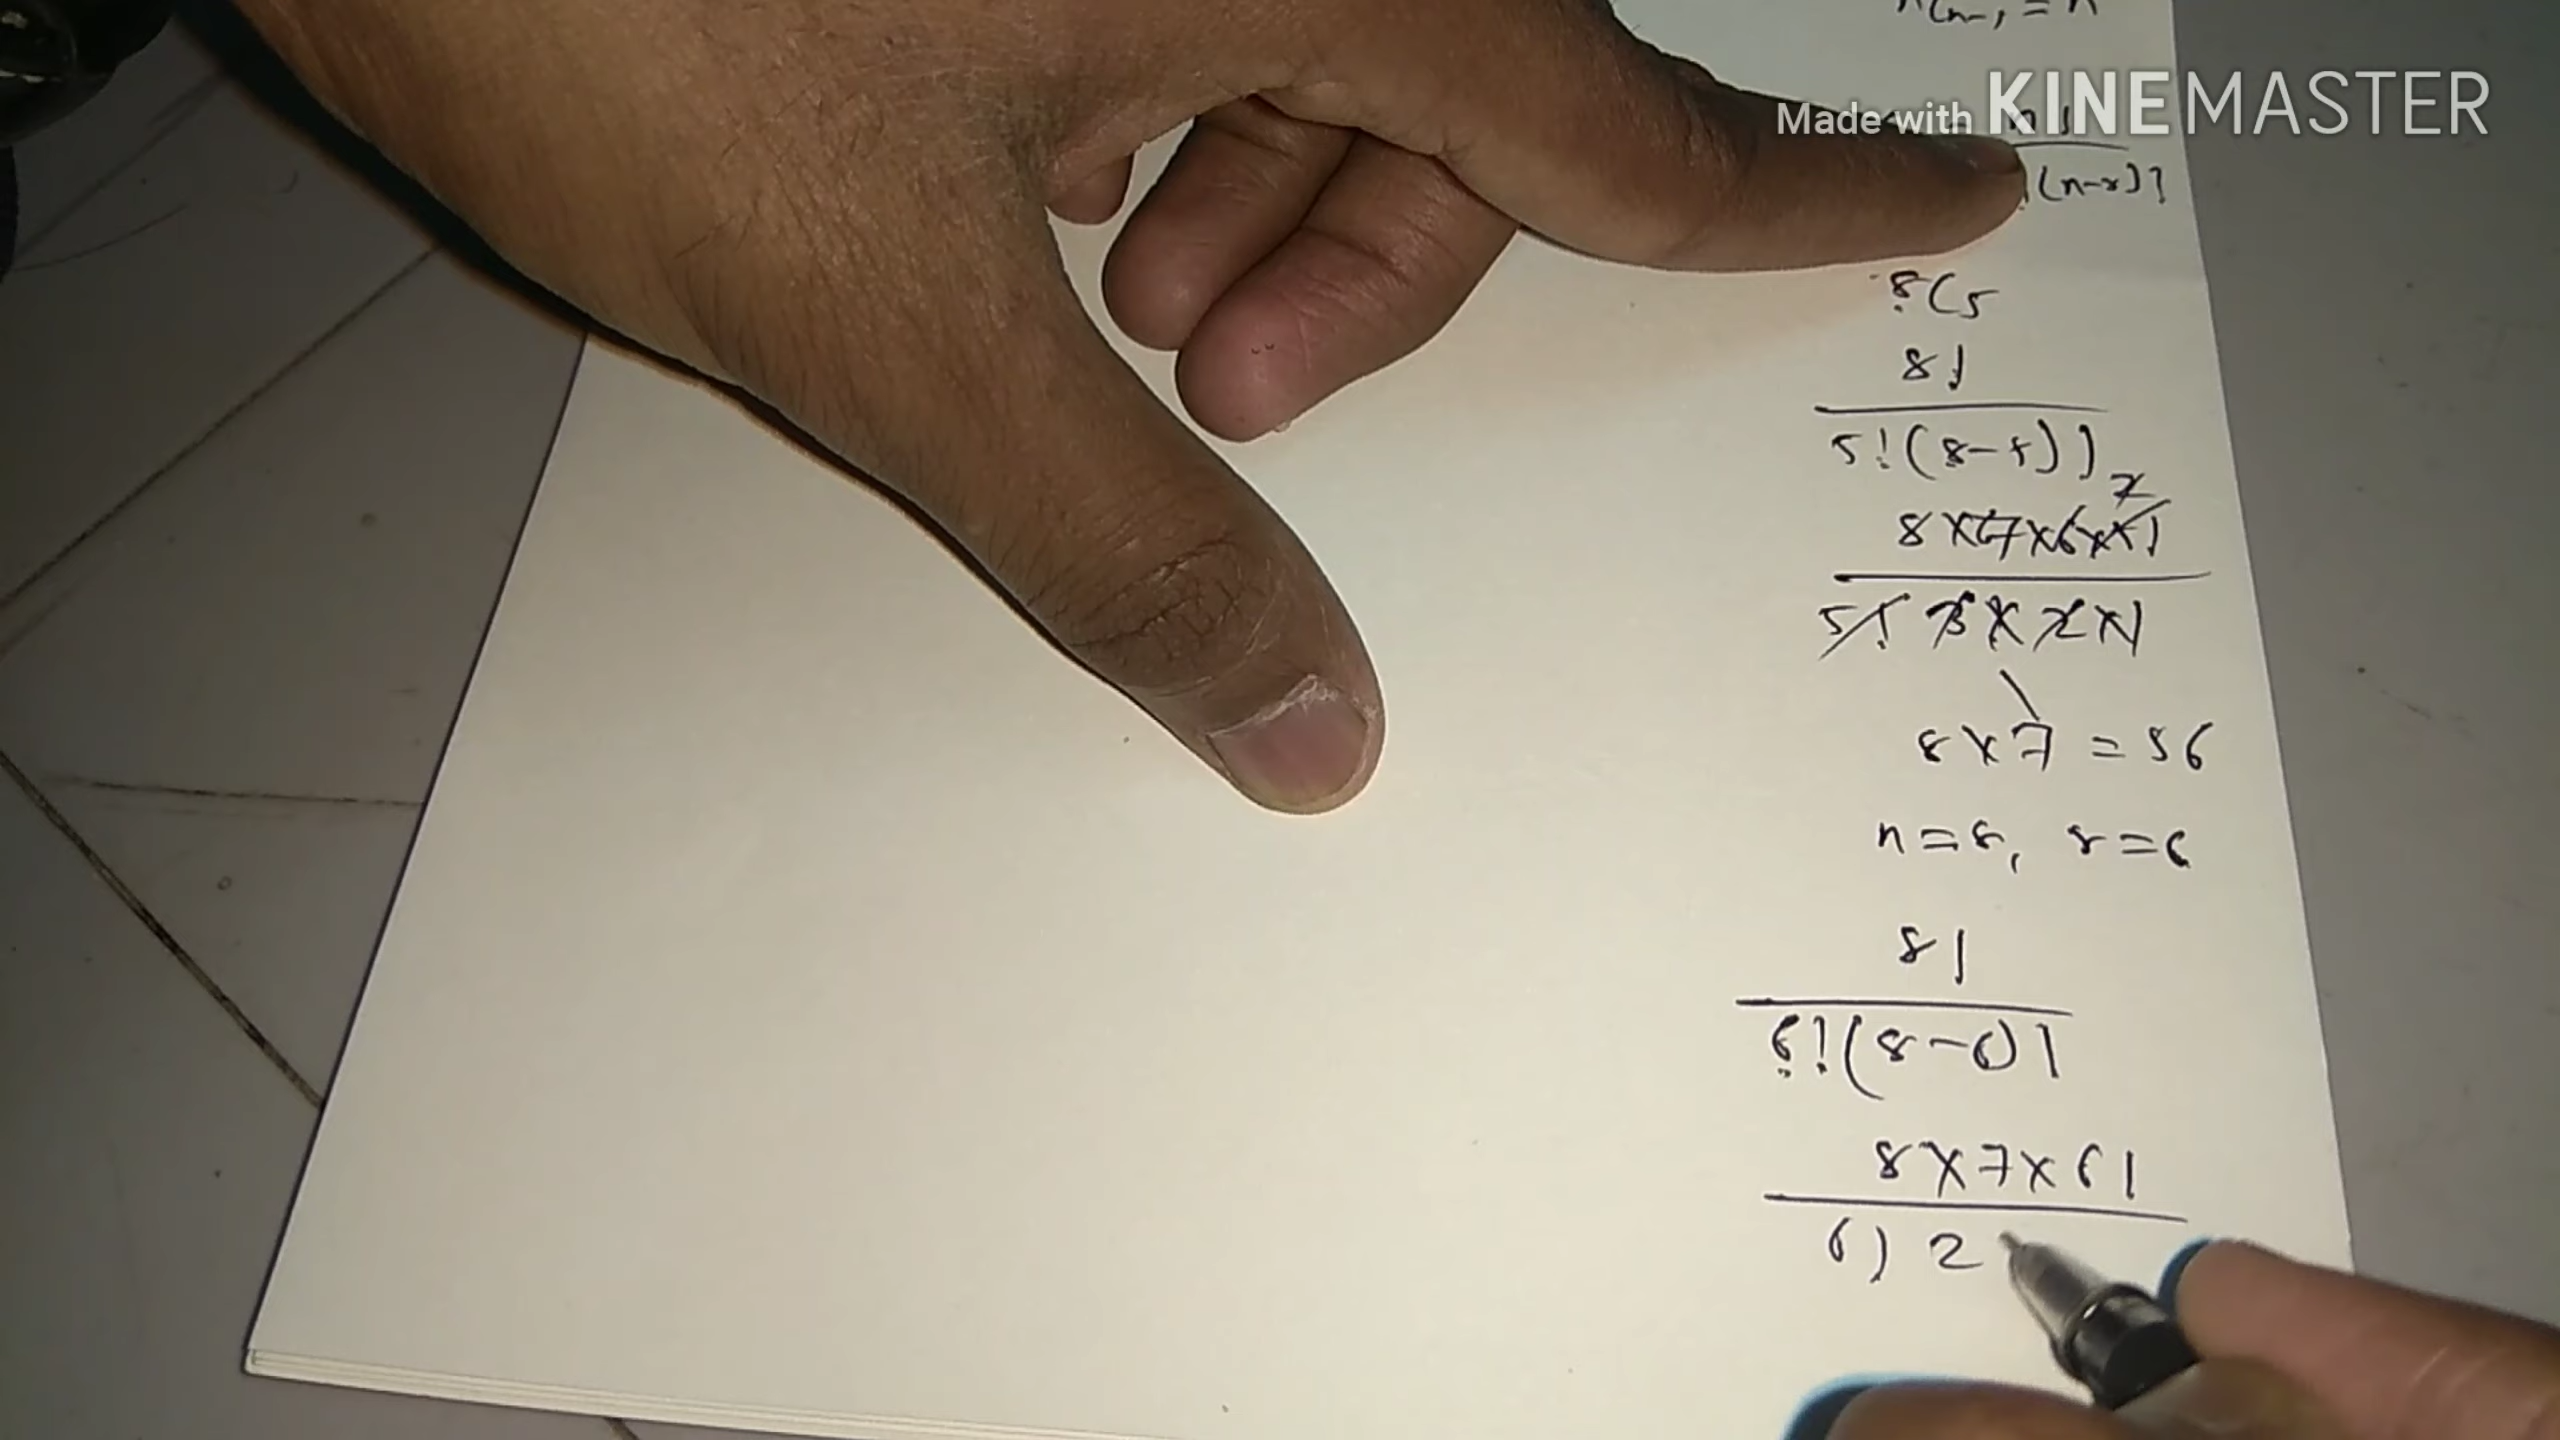 Made with KINEMASTER
(n-r)!
8C5
8!
5!(8-5)!
8×7×6×5!
5! 3×2×1
8×7 = 56
n=8, r=6
8!
6!(8-6)!
8×7×6!
6! 2